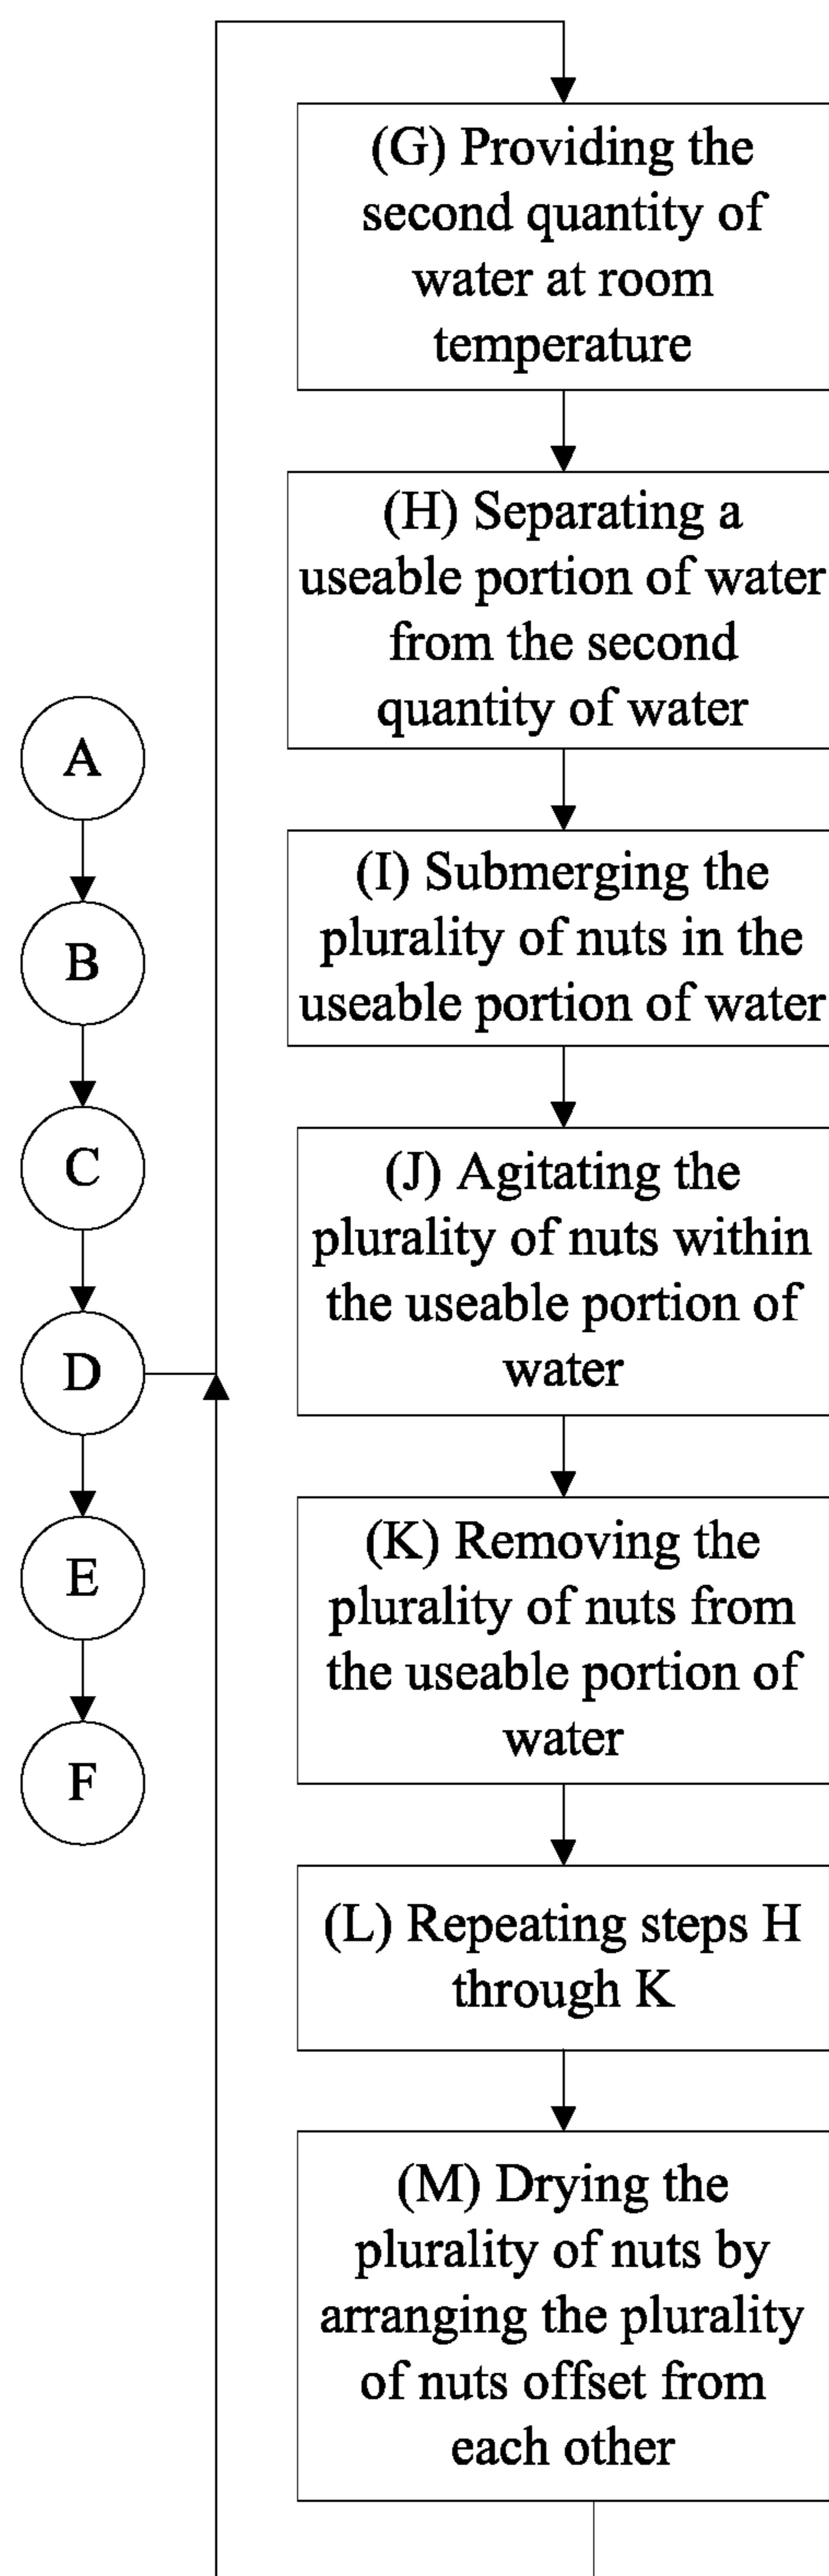 A
B
C
D
E
F
(G) Providing the
second quantity of
water at room
temperature
(H) Separating a
useable portion of water
from the second
quantity of water
(I) Submerging the
plurality of nuts in the
useable portion of water
(J) Agitating the
plurality of nuts within
the useable portion of
water
(K) Removing the
plurality of nuts from
the useable portion of
water
(L) Repeating steps H
through K
(M) Drying the
plurality of nuts by
arranging the plurality
of nuts offset from
each other